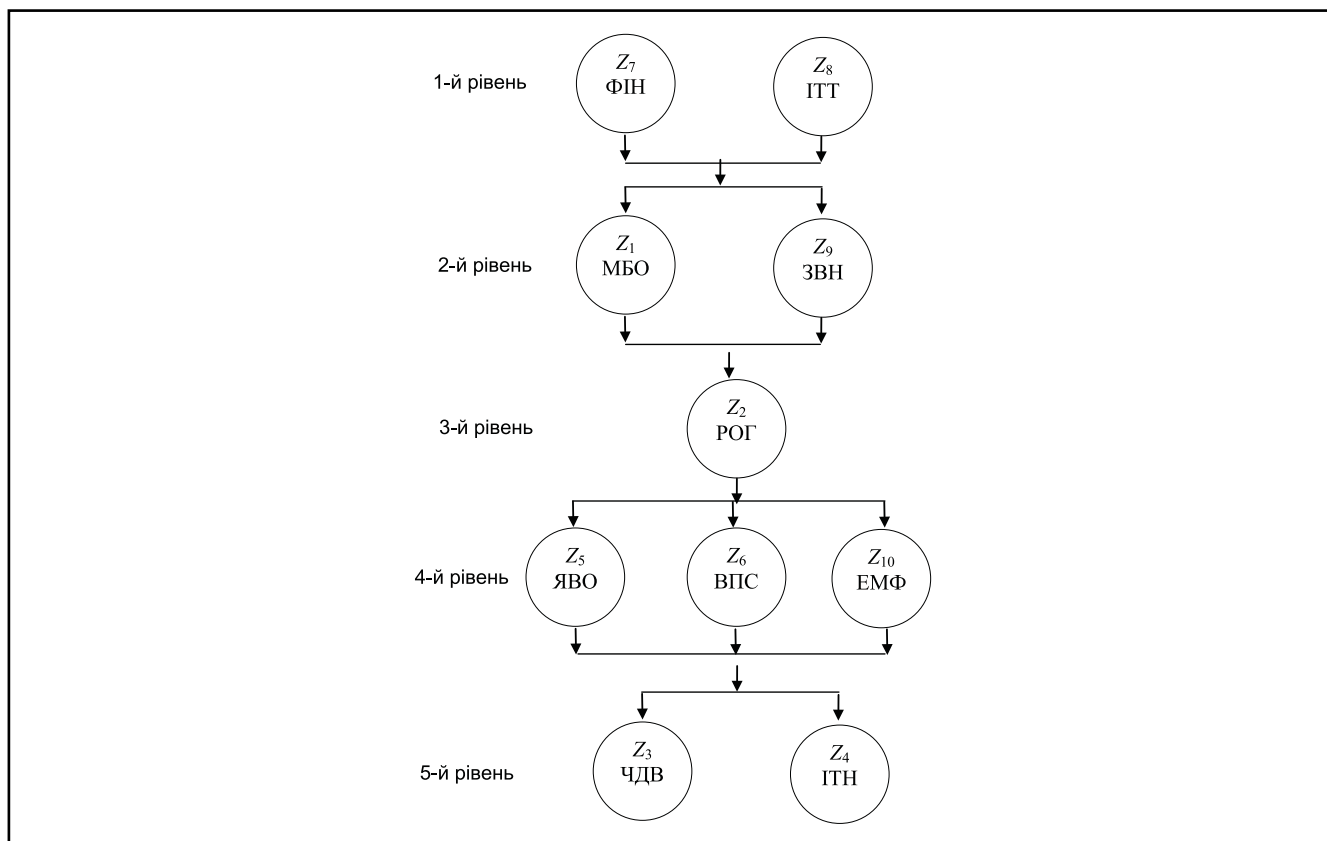 Z7
ФІН
Z8
ІТТ
1-й рівень
Z1
МБО
Z9
ЗВН
2-й рівень
Z2
РОГ
3-й рівень
Z5
ЯВО
Z6
ВПС
Z10
ЕМФ
4-й рівень
Z3
ЧДВ
Z4
ІТН
5-й рівень